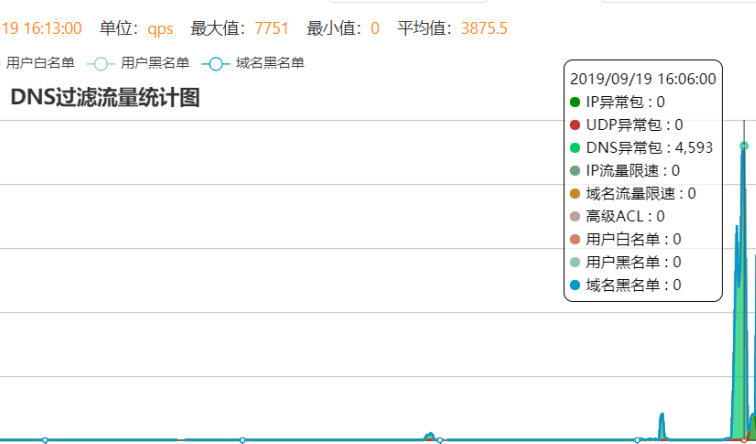 19 16:13:00 单位：qps 最大值：7751 最小值：0 平均值：3875.5
用户白名单 用户黑名单 域名黑名单
DNS过滤流量统计图
2019/09/19 16:06:00
IP异常包 : 0
UDP异常包 : 0
DNS异常包 : 4,593
IP流量限速 : 0
域名流量限速 : 0
高级ACL : 0
用户白名单 : 0
用户黑名单 : 0
域名黑名单 : 0